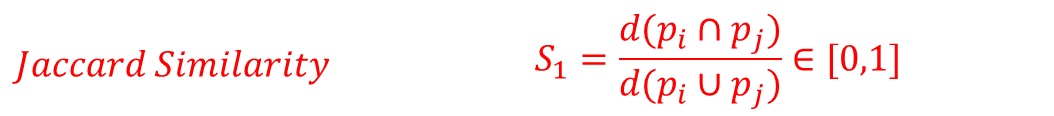 Jaccard Similarity S₁ = d(pᵢ ∩ pⱼ) / d(pᵢ ∪ pⱼ) ∈ [0,1]